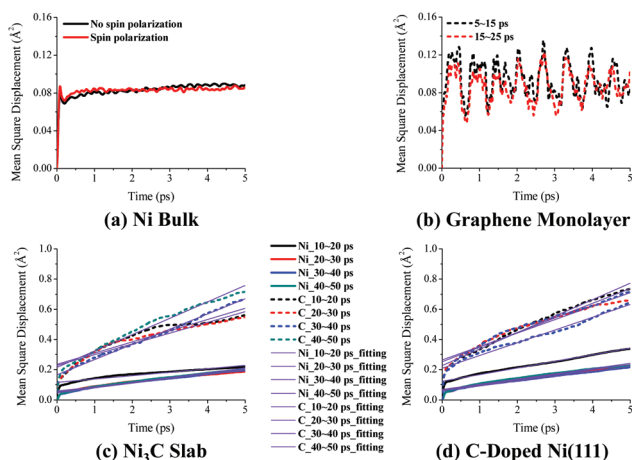 No spin polarization
Spin polarization
Mean Square Displacement (Å²)
0.16
0.12
0.08
0.04
0.00
0 1 2 3 4 5
Time (ps)
(a) Ni Bulk
5~15 ps
15~25 ps
Mean Square Displacement (Å²)
0.16
0.12
0.08
0.04
0.00
0 1 2 3 4 5
Time (ps)
(b) Graphene Monolayer
Mean Square Displacement (Å²)
1.0
0.8
0.6
0.4
0.2
0.0
0 1 2 3 4 5
Time (ps)
(c) Ni₃C Slab
Ni_10~20 ps
Ni_20~30 ps
Ni_30~40 ps
Ni_40~50 ps
C_10~20 ps
C_20~30 ps
C_30~40 ps
C_40~50 ps
Ni_10~20 ps_fitting
Ni_20~30 ps_fitting
Ni_30~40 ps_fitting
Ni_40~50 ps_fitting
C_10~20 ps_fitting
C_20~30 ps_fitting
C_30~40 ps_fitting
C_40~50 ps_fitting
Mean Square Displacement (Å²)
1.0
0.8
0.6
0.4
0.2
0.0
0 1 2 3 4 5
Time (ps)
(d) C-Doped Ni(111)